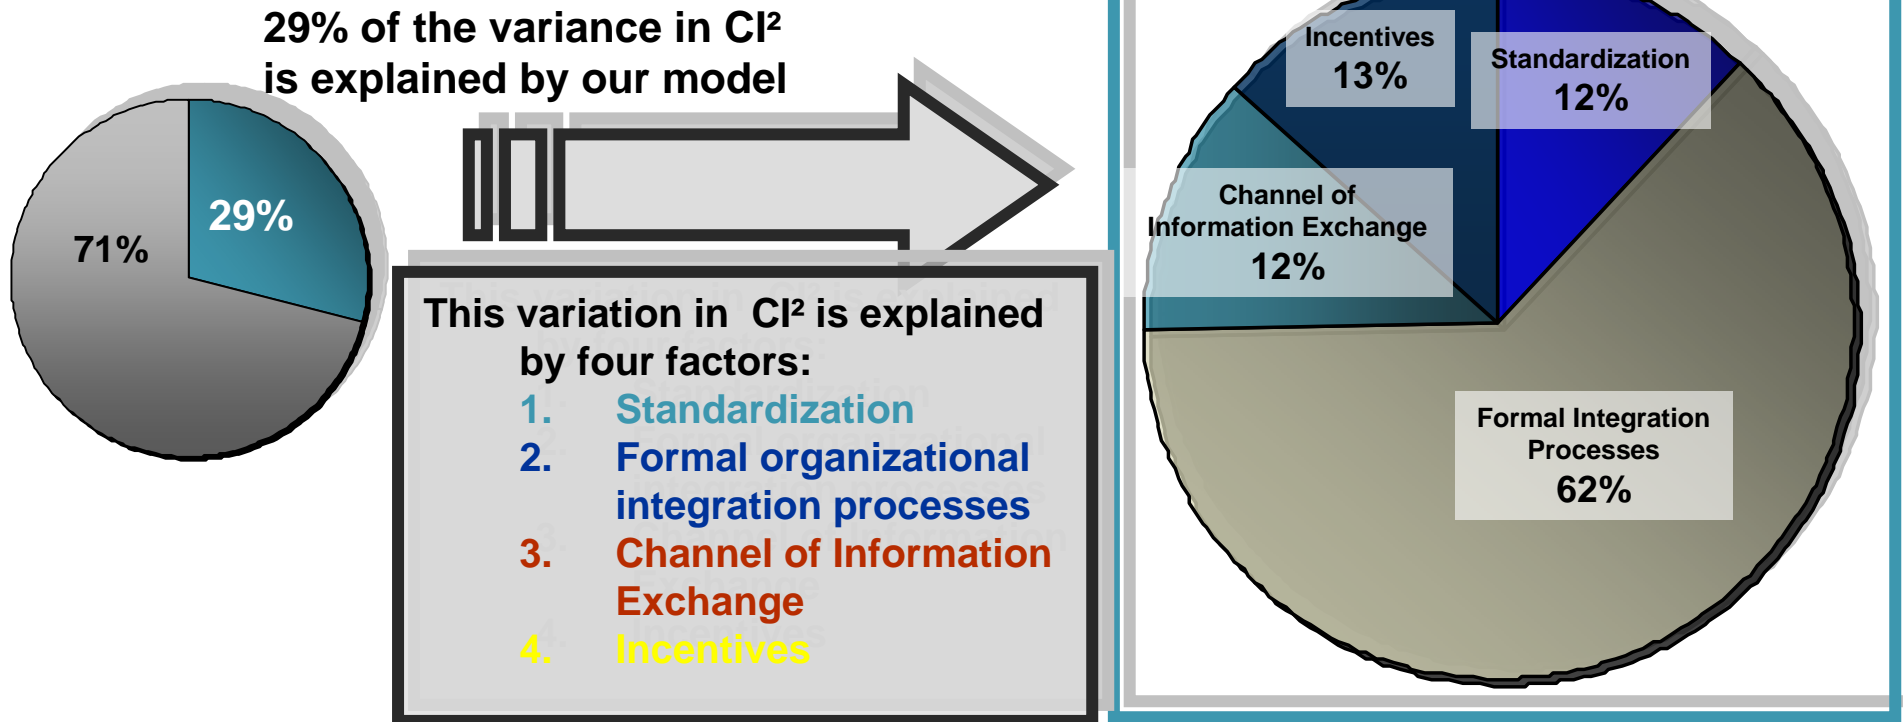 29% of the variance in CI²
is explained by our model
71%
29%
This variation in CI² is explained
by four factors:
1. Standardization
2. Formal organizational
integration processes
3. Channel of Information
Exchange
4. Incentives
Incentives
13%
Standardization
12%
Channel of
Information Exchange
12%
Formal Integration
Processes
62%